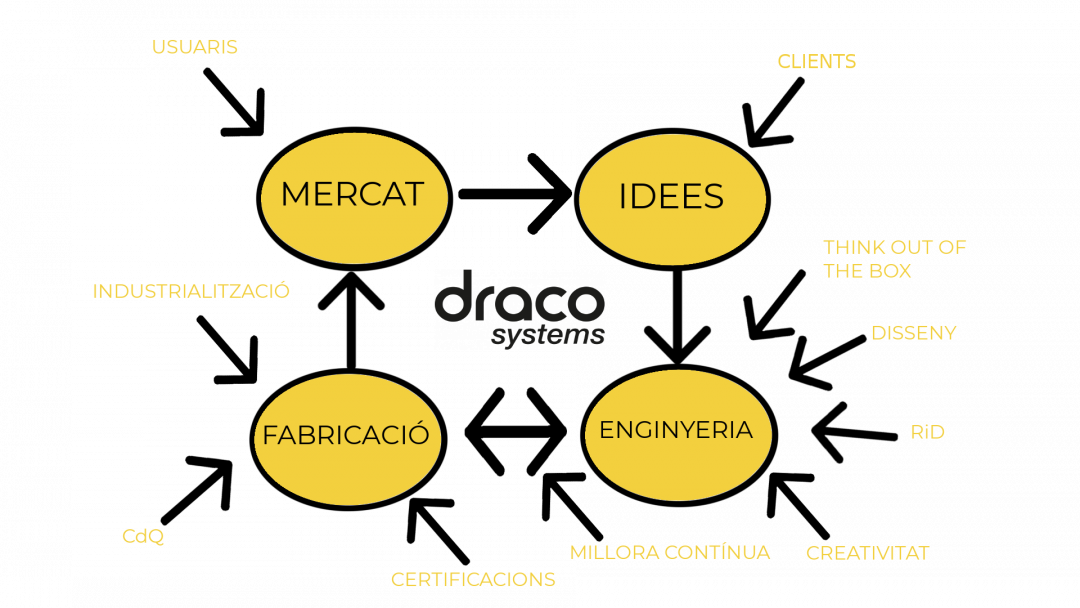 USUARIS
CLIENTS
MERCAT
IDEES
THINK OUT OF
THE BOX
INDUSTRIALITZACIÓ
draco
systems
DISSENY
FABRICACIÓ
ENGINYERIA
RiD
CdQ
MILLORA CONTÍNUA
CREATIVITAT
CERTIFICACIONS